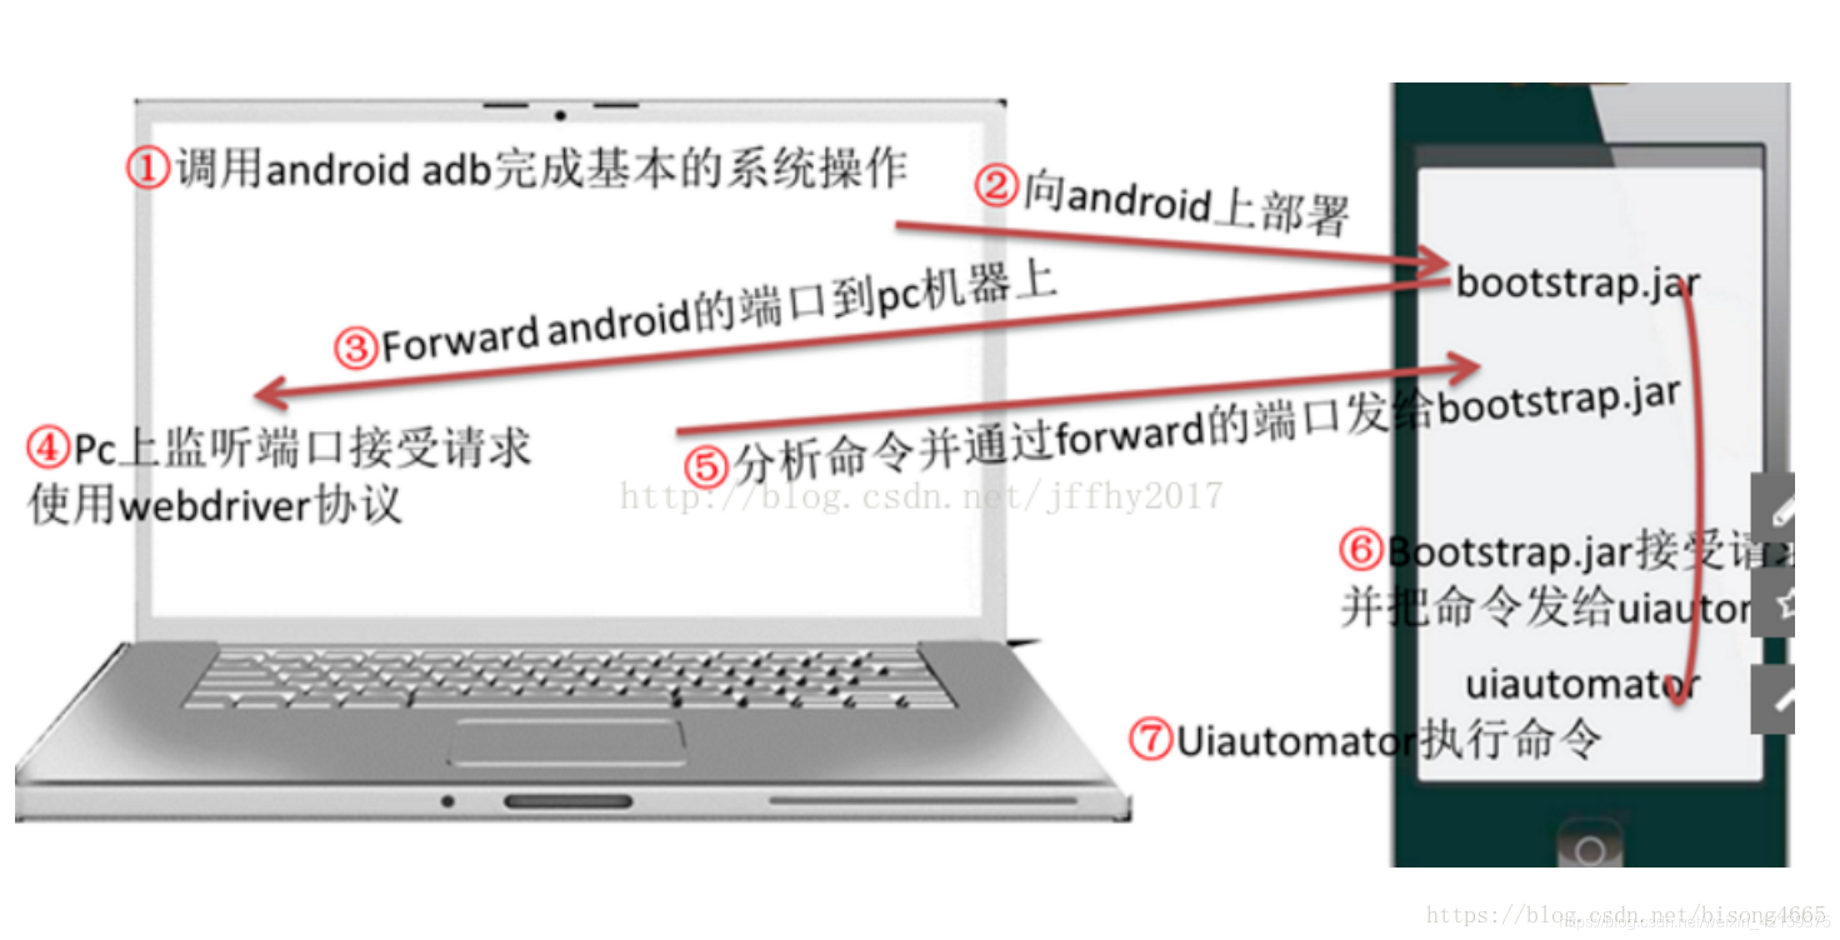 ①调用android adb完成基本的系统操作
②向android上部署
bootstrap.jar
③Forward android的端口到pc机器上
④Pc上监听端口接受请求
使用webdriver协议
⑤分析命令并通过forward的端口发给bootstrap.jar
http://blog.csdn.net/jffhy2017
⑥Bootstrap.jar接受请求
并把命令发给uiautor
uiautomator
⑦Uiautomator执行命令
https://blog.csdn.net/bisong4665